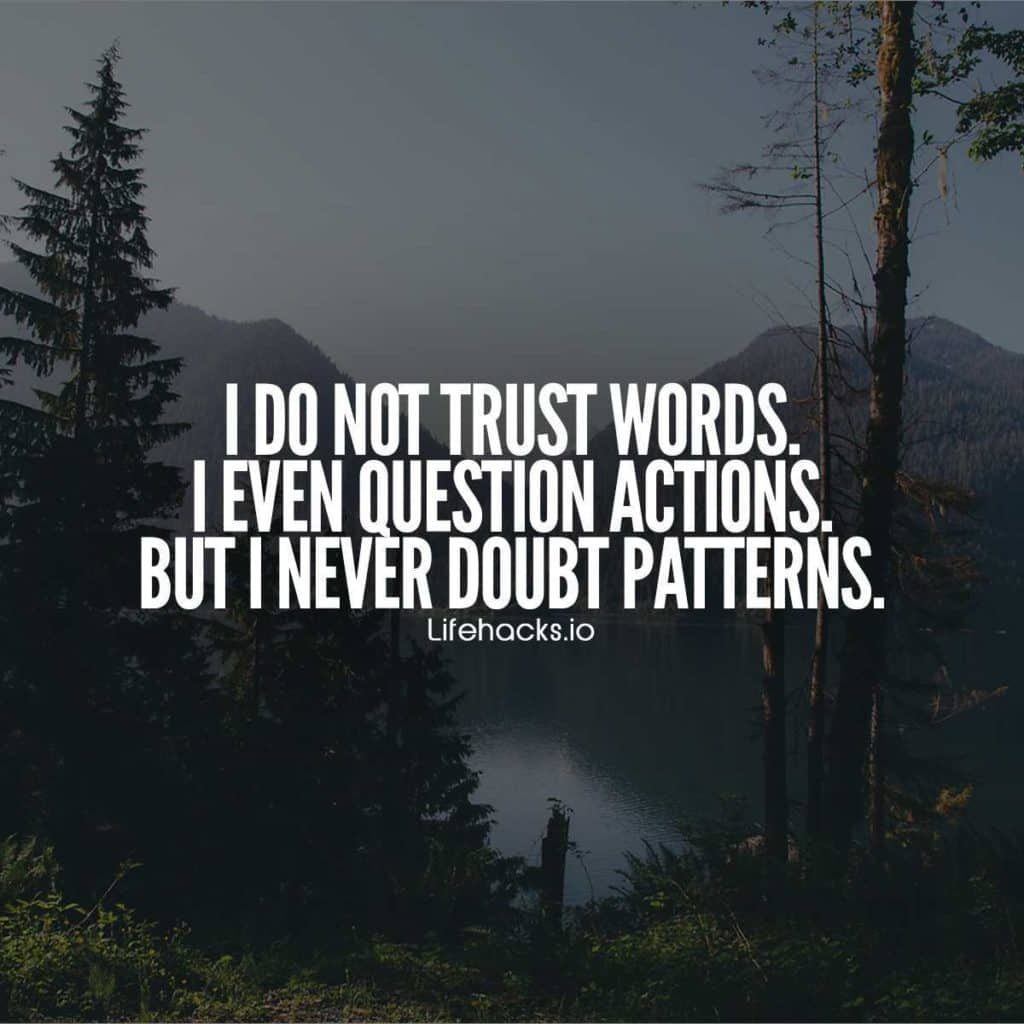 I DO NOT TRUST WORDS.
I EVEN QUESTION ACTIONS.
BUT I NEVER DOUBT PATTERNS.
Lifehacks.io